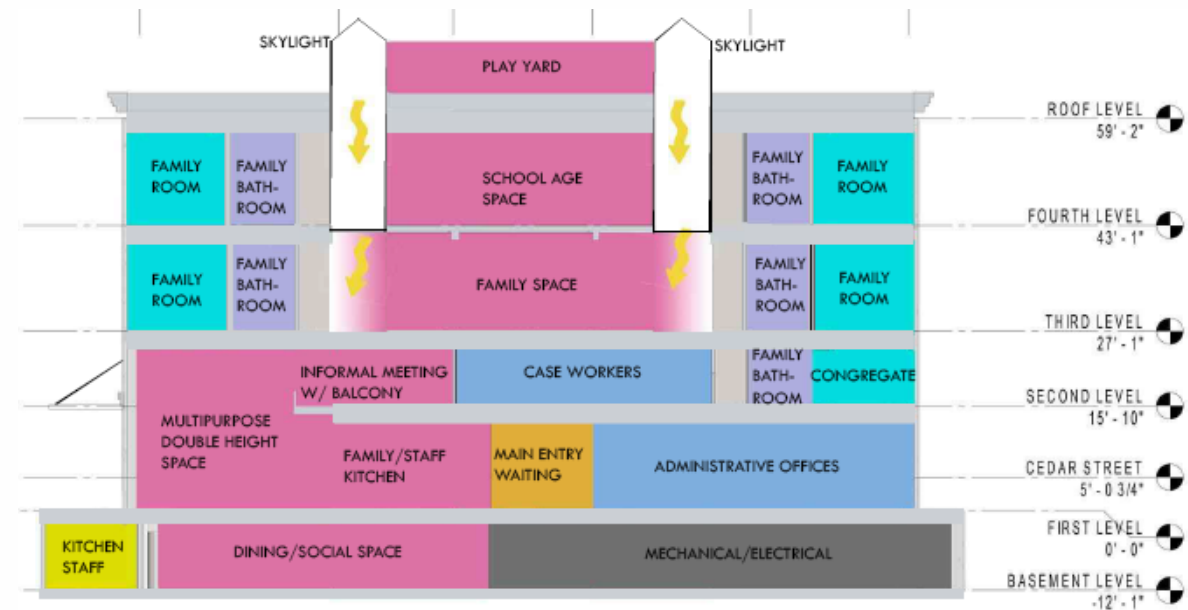 SKYLIGHT
SKYLIGHT
PLAY YARD
ROOF LEVEL
59' - 2"
FAMILY
ROOM
FAMILY
BATH-
ROOM
SCHOOL AGE
SPACE
FAMILY
BATH-
ROOM
FAMILY
ROOM
FOURTH LEVEL
43' - 1"
FAMILY
ROOM
FAMILY
BATH-
ROOM
FAMILY SPACE
FAMILY
BATH-
ROOM
FAMILY
ROOM
THIRD LEVEL
27' - 1"
INFORMAL MEETING
W/ BALCONY
CASE WORKERS
FAMILY
BATH-
ROOM
CONGREGATE
SECOND LEVEL
15' - 10"
MULTIPURPOSE
DOUBLE HEIGHT
SPACE
FAMILY/STAFF
KITCHEN
MAIN ENTRY
WAITING
ADMINISTRATIVE OFFICES
CEDAR STREET
5' - 0 3/4"
KITCHEN
STAFF
DINING/SOCIAL SPACE
MECHANICAL/ELECTRICAL
FIRST LEVEL
0' - 0"
BASEMENT LEVEL
-12' - 1"